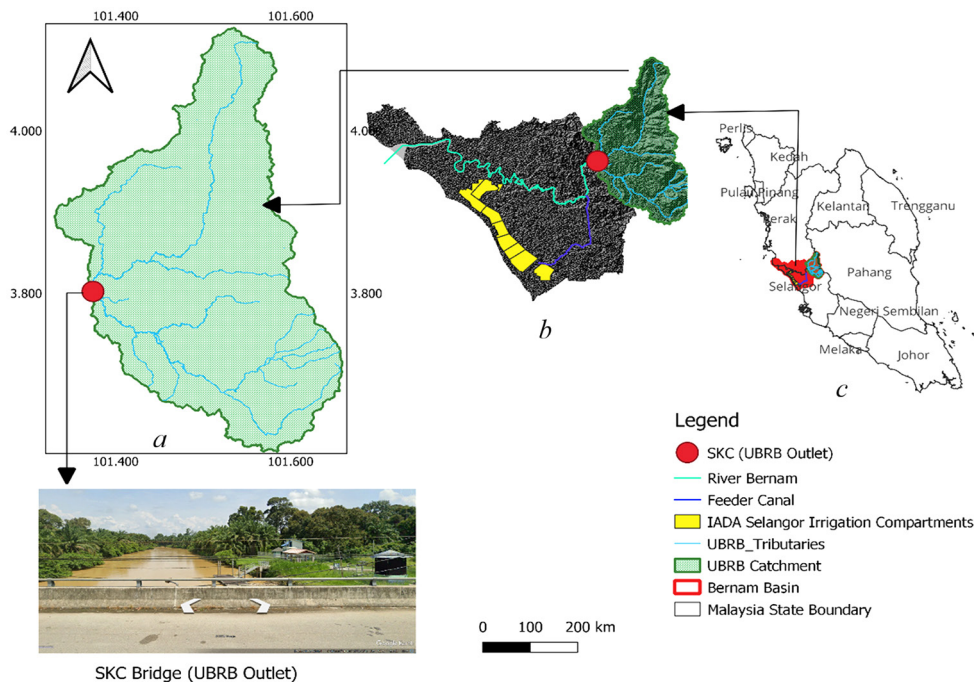 101.400 101.600
4.000
3.800
a
101.400 101.600
4.000
3.800
b
Perlis
Kedah
Pulau Pinang
Perak
Kelantan
Trengganu
Pahang
Selangor
Negeri Sembilan
Melaka
Johor
c
Legend
SKC (UBRB Outlet)
River Bernam
Feeder Canal
IADA Selangor Irrigation Compartments
UBRB_Tributaries
UBRB Catchment
Bernam Basin
Malaysia State Boundary
0 100 200 km
SKC Bridge (UBRB Outlet)